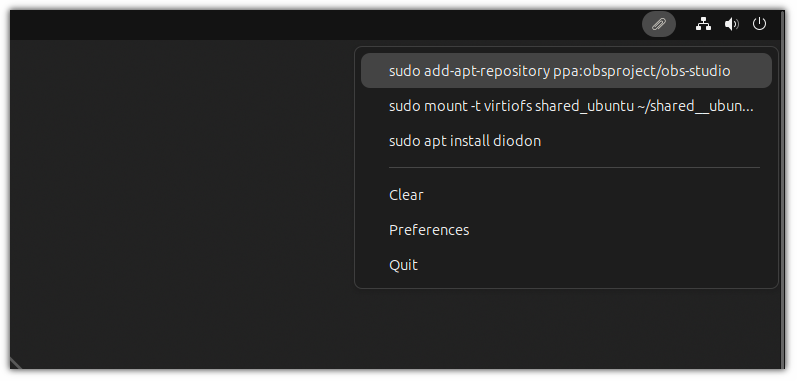 sudo add-apt-repository ppa:obsproject/obs-studio
sudo mount -t virtiofs shared_ubuntu ~/shared__ubun...
sudo apt install diodon
Clear
Preferences
Quit